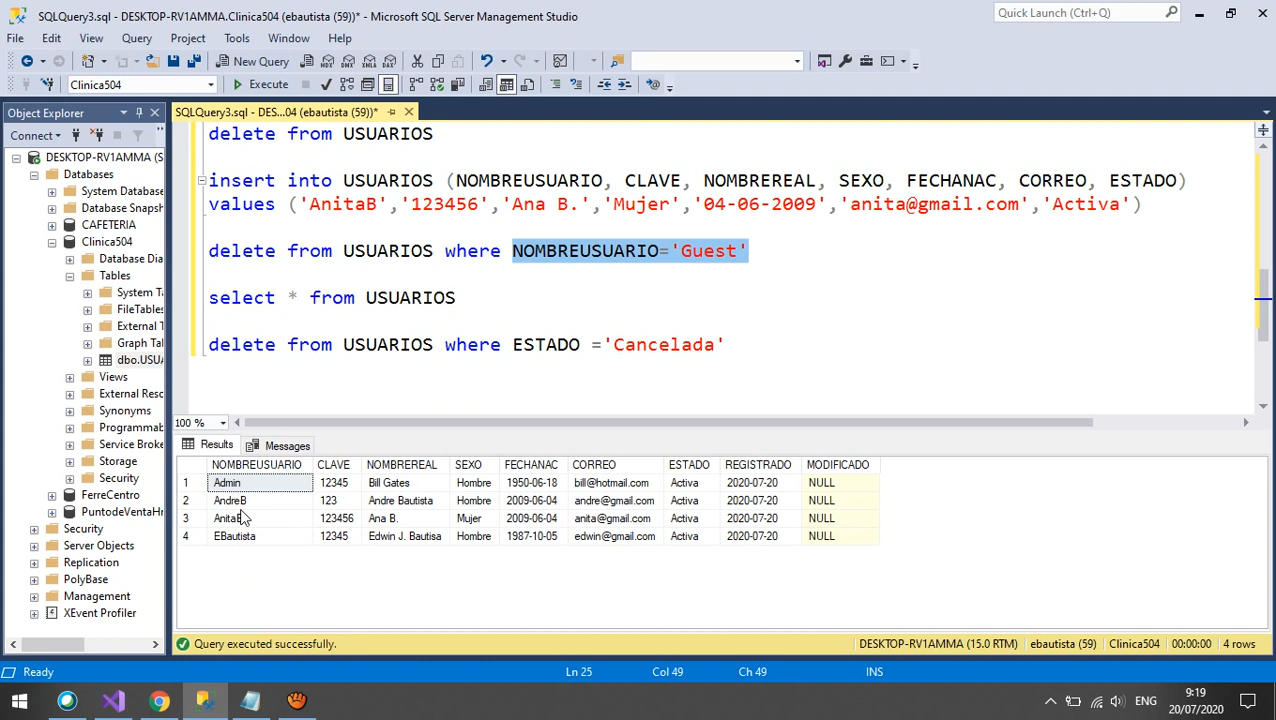 SQLQuery3.sql - DESKTOP-RV1AMMA.Clinica504 (ebautista (59))* - Microsoft SQL Server Management Studio
Quick Launch (Ctrl+Q)
File Edit View Query Project Tools Window Help
New Query
Clinica504 Execute
Object Explorer
SQLQuery3.sql - DES...04 (ebautista (59))*
Connect
DESKTOP-RV1AMMA (S
Databases
System Database
Database Snaps
CAFETERIA
Clinica504
Database Dia
Tables
System Ta
FileTables
External T
Graph Tal
dbo.USU
Views
External Reso
Synonyms
Programmab
Service Broke
Storage
Security
FerreCentro
PuntodeVentaHr
Security
Server Objects
Replication
PolyBase
Management
XEvent Profiler
delete from USUARIOS
insert into USUARIOS (NOMBREUSUARIO, CLAVE, NOMBREREAL, SEXO, FECHANAC, CORREO, ESTADO)
values ('AnitaB','123456','Ana B.','Mujer','04-06-2009','anita@gmail.com','Activa')
delete from USUARIOS where NOMBREUSUARIO='Guest'
select * from USUARIOS
delete from USUARIOS where ESTADO ='Cancelada'
100 %
Results Messages
NOMBREUSUARIO CLAVE NOMBREREAL SEXO FECHANAC CORREO ESTADO REGISTRADO MODIFICADO
1 Admin 12345 Bill Gates Hombre 1950-06-18 bill@hotmail.com Activa 2020-07-20 NULL
2 AndreB 123 Andre Bautista Hombre 2009-06-04 andre@gmail.com Activa 2020-07-20 NULL
3 AnitaB 123456 Ana B. Mujer 2009-06-04 anita@gmail.com Activa 2020-07-20 NULL
4 EBautista 12345 Edwin J. Bautisa Hombre 1987-10-05 edwin@gmail.com Activa 2020-07-20 NULL
Query executed successfully. DESKTOP-RV1AMMA (15.0 RTM) ebautista (59) Clinica504 00:00:00 4 rows
Ready Ln 25 Col 49 Ch 49 INS
ENG
9:19
20/07/2020